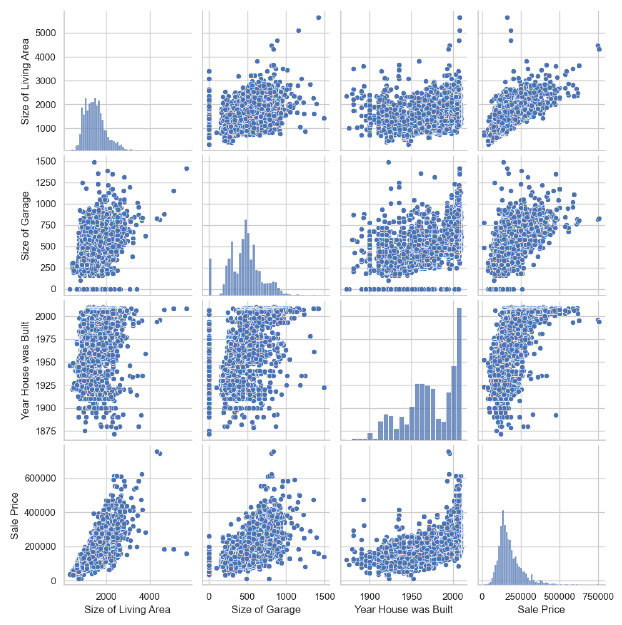 5000
4000
3000
2000
1000
Size of Living Area
1500
1250
1000
750
500
250
0
Size of Garage
2000
1975
1950
1925
1900
1875
Year House was Built
600000
400000
200000
0
Sale Price
2000 4000
0 500 1000 1500
1900 1950 2000
0 250000 500000 750000
Size of Living Area
Size of Garage
Year House was Built
Sale Price